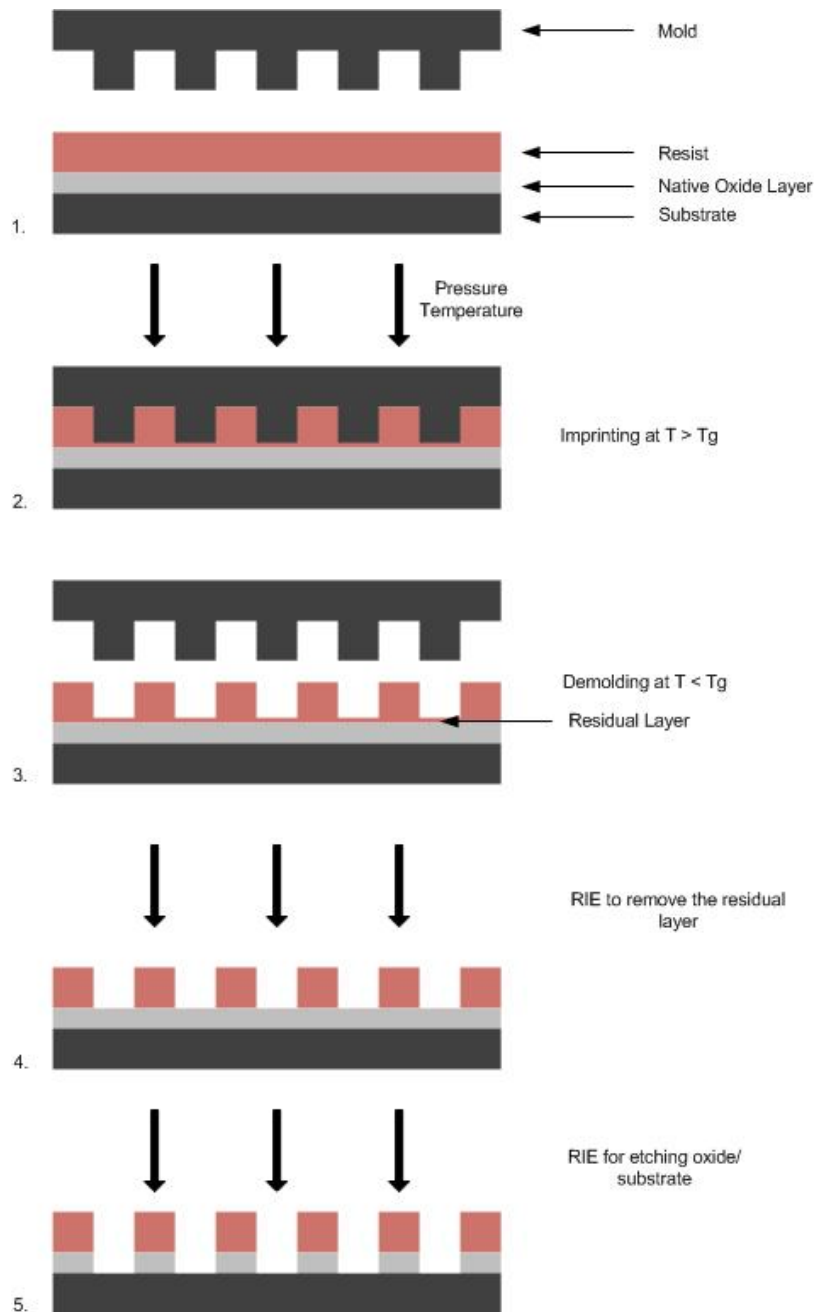 Mold
Resist
Native Oxide Layer
Substrate
1.
Pressure
Temperature
Imprinting at T > Tg
2.
Demolding at T < Tg
Residual Layer
3.
RIE to remove the residual
layer
4.
RIE for etching oxide/
substrate
5.